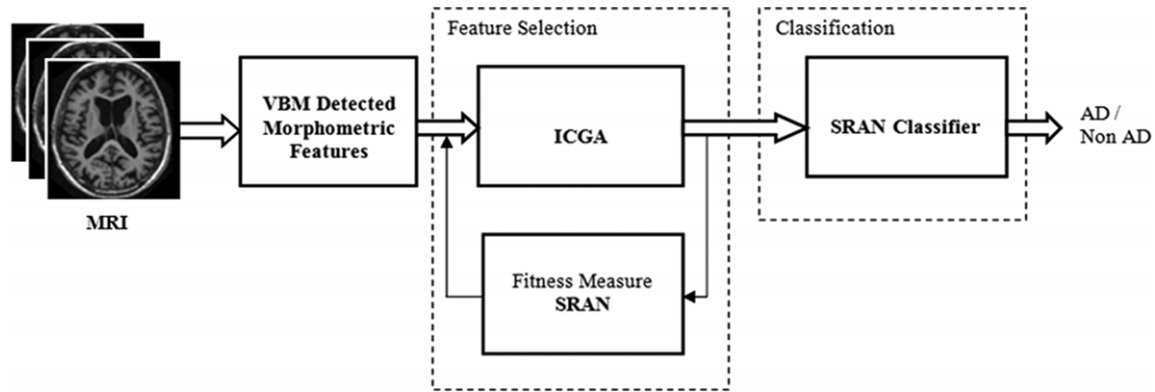 MRI
VBM Detected
Morphometric
Features
Feature Selection
ICGA
Fitness Measure
SRAN
Classification
SRAN Classifier
AD /
Non AD